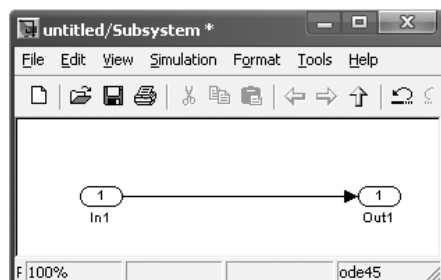 untitled/Subsystem *
File Edit View Simulation Format Tools Help
1 1
In1 Out1
F 100% ode45